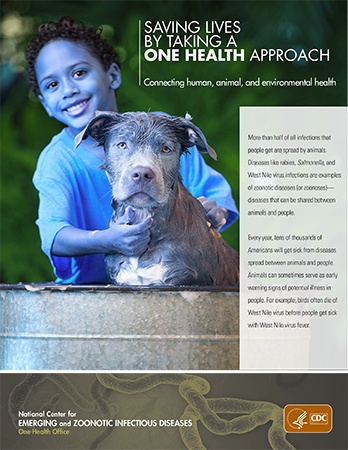 SAVING LIVES
BY TAKING A
ONE HEALTH APPROACH
Connecting human, animal, and environmental health
More than half of all infections that
people get are spread by animals.
Diseases like rabies, Salmonella, and
West Nile virus infections are examples
of zoonotic diseases (or zoonoses)—
diseases that can be shared between
animals and people.
Every year, tens of thousands of
Americans will get sick from diseases
spread between animals and people.
Animals can sometimes serve as early
warning signs of potential illness in
people. For example, birds often die of
West Nile virus before people get sick
with West Nile virus fever.
National Center for
EMERGING and ZOONOTIC INFECTIOUS DISEASES
One Health Office
CDC